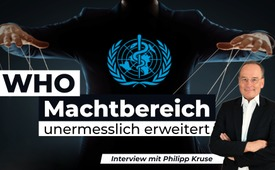 WHO
Machtbereich
unermesslich erweitert
Interview mit Philipp Kruse